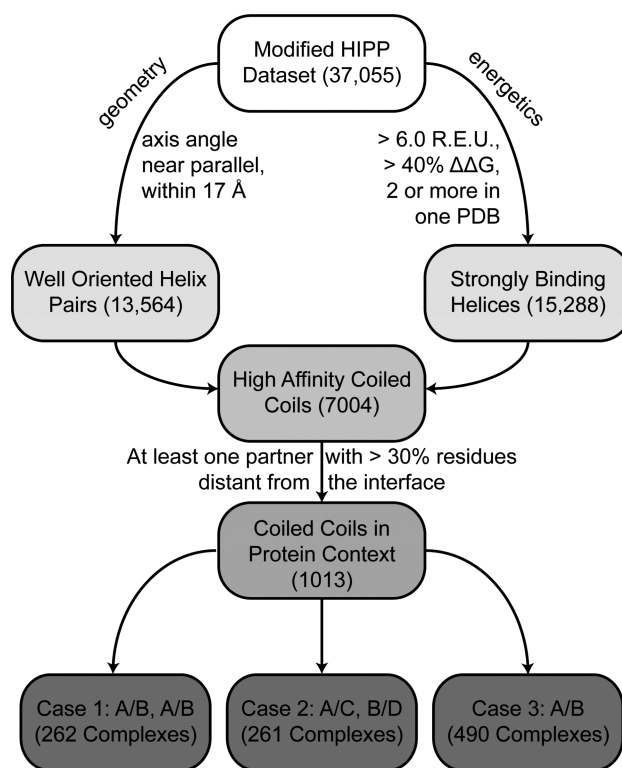 Modified HIPP
Dataset (37,055)
geometry
energetics
axis angle
near parallel,
within 17 Å
> 6.0 R.E.U.,
> 40% ΔΔG,
2 or more in
one PDB
Well Oriented Helix
Pairs (13,564)
Strongly Binding
Helices (15,288)
High Affinity Coiled
Coils (7004)
At least one partner with > 30% residues
distant from the interface
Coiled Coils in
Protein Context
(1013)
Case 1: A/B, A/B
(262 Complexes)
Case 2: A/C, B/D
(261 Complexes)
Case 3: A/B
(490 Complexes)